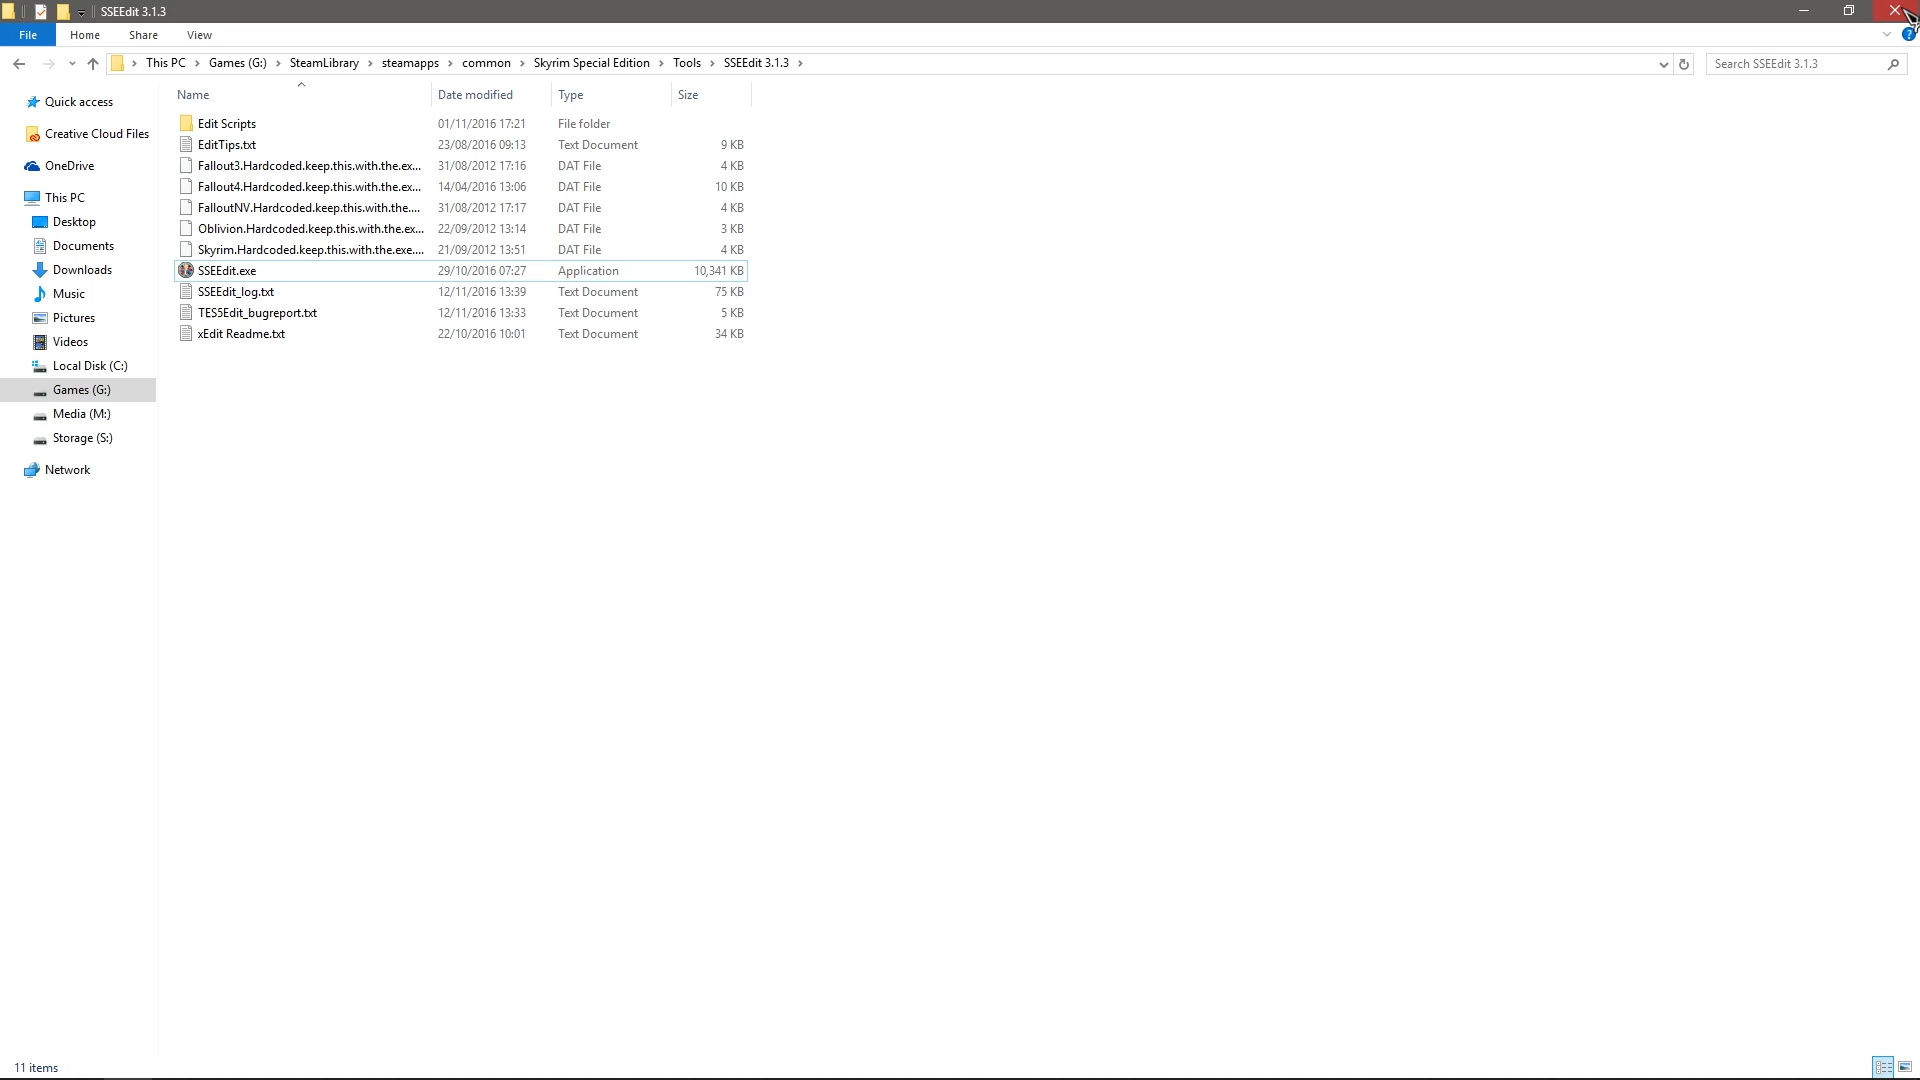 SSEEdit 3.1.3
File Home Share View
This PC Games (G:) SteamLibrary steamapps common Skyrim Special Edition Tools SSEEdit 3.1.3 Search SSEEdit 3.1.3
Name Date modified Type Size
Quick access
Creative Cloud Files
OneDrive
This PC
Desktop
Documents
Downloads
Music
Pictures
Videos
Local Disk (C:)
Games (G:)
Media (M:)
Storage (S:)
Network
Edit Scripts 01/11/2016 17:21 File folder
EditTips.txt 23/08/2016 09:13 Text Document 9 KB
Fallout3.Hardcoded.keep.this.with.the.ex... 31/08/2012 17:16 DAT File 4 KB
Fallout4.Hardcoded.keep.this.with.the.ex... 14/04/2016 13:06 DAT File 10 KB
FalloutNV.Hardcoded.keep.this.with.the.... 31/08/2012 17:17 DAT File 4 KB
Oblivion.Hardcoded.keep.this.with.the.ex... 22/09/2012 13:14 DAT File 3 KB
Skyrim.Hardcoded.keep.this.with.the.exe.... 21/09/2012 13:51 DAT File 4 KB
SSEEdit.exe 29/10/2016 07:27 Application 10,341 KB
SSEEdit_log.txt 12/11/2016 13:39 Text Document 75 KB
TES5Edit_bugreport.txt 12/11/2016 13:33 Text Document 5 KB
xEdit Readme.txt 22/10/2016 10:01 Text Document 34 KB
11 items